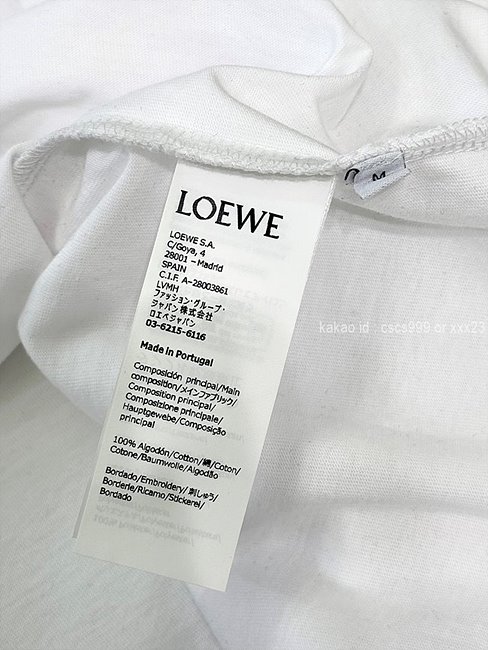 LOEWE
M
LOEWE S.A.
C/Goya, 4
28001 - Madrid
SPAIN
C.I.F. A-28003861
LVMH
ファッション・グループ・
ジャパン株式会社
ロエベジャパン
03-6215-6116
kakao id cscs999 or xxx23
Made in Portugal
Composición principal/Main
composition/メインファブリック/
Composition principal/
Composizione principale/
Hauptgewebe/Composição
principal
100% Algodón/Cotton/綿/Coton/
Cotone/Baumwolle/Algodão
Bordado/Embroidery/刺しゅう/
Borderie/Ricamo/Stickerei/
Bordado